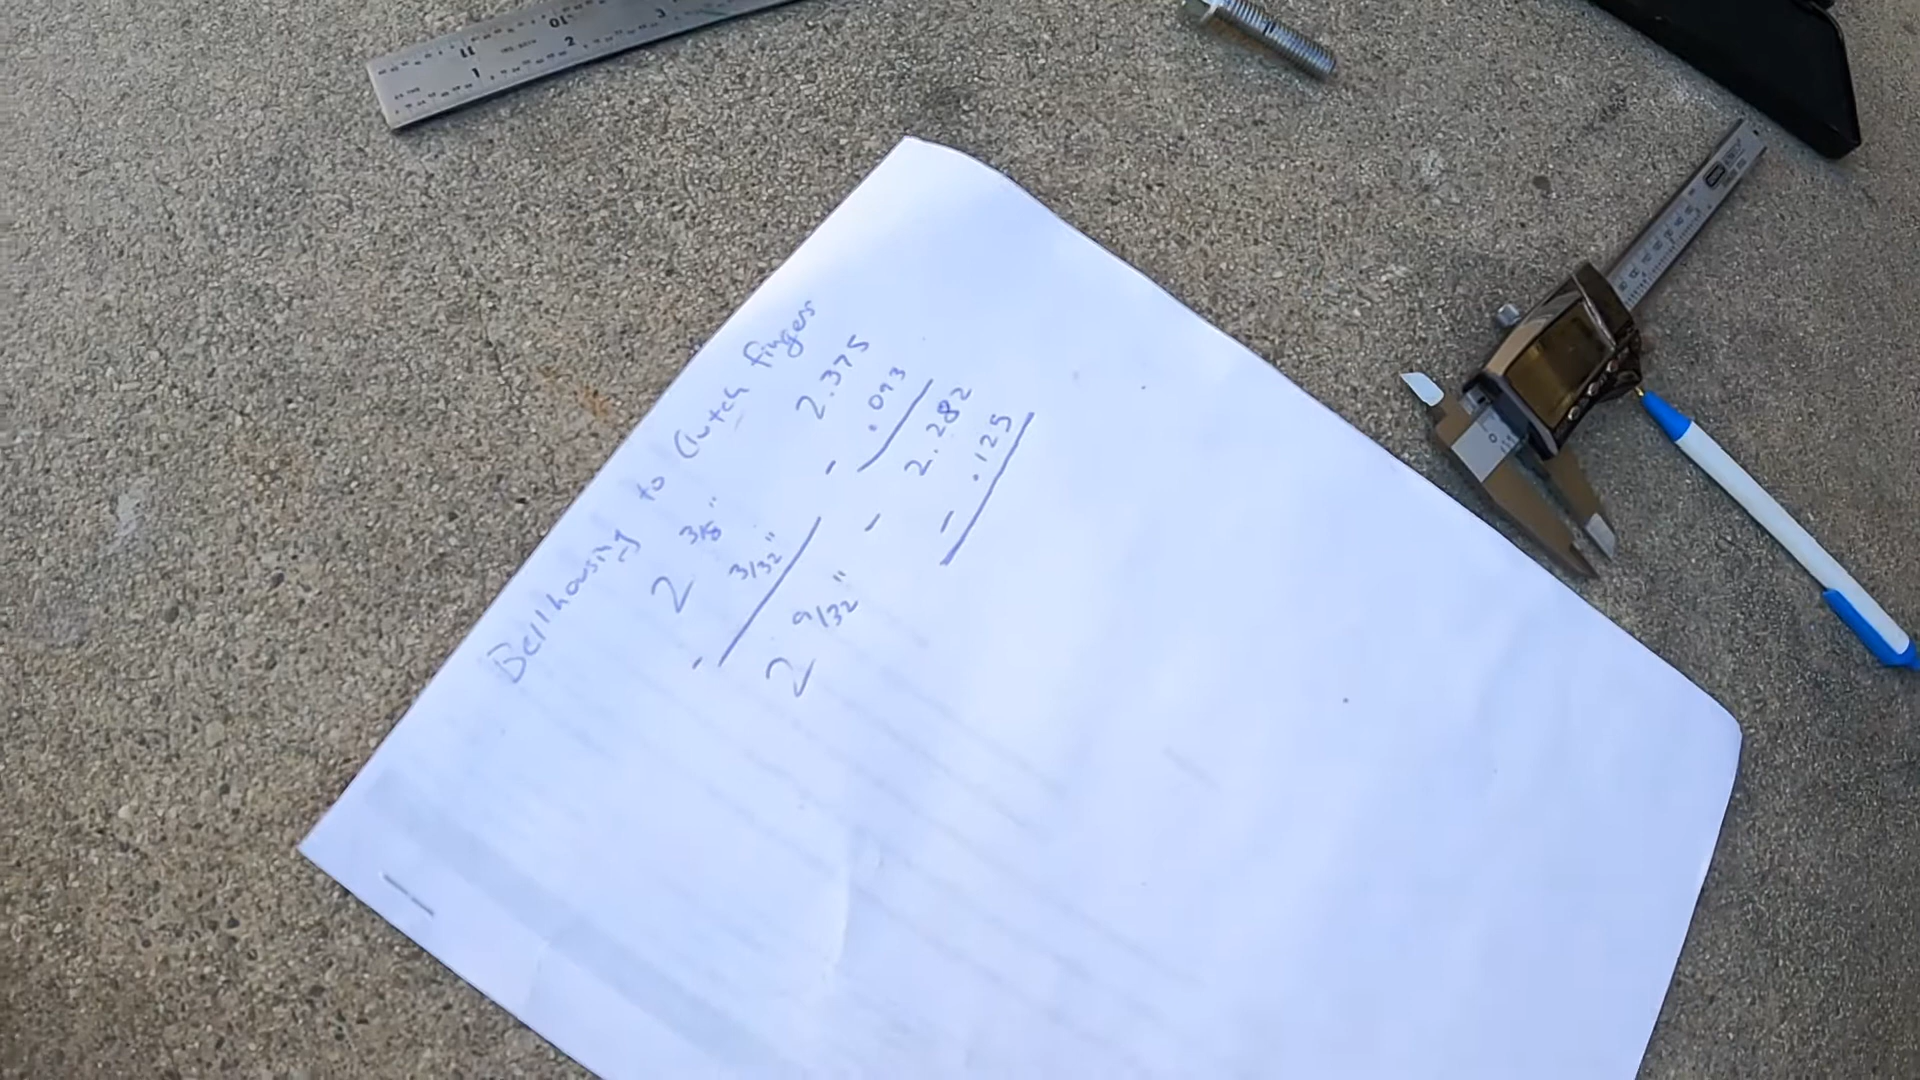 Bellhousing to Clutch fingers
2 3/8" - 2.375
- 3/32" - .093
2 9/32" - 2.282
- .125